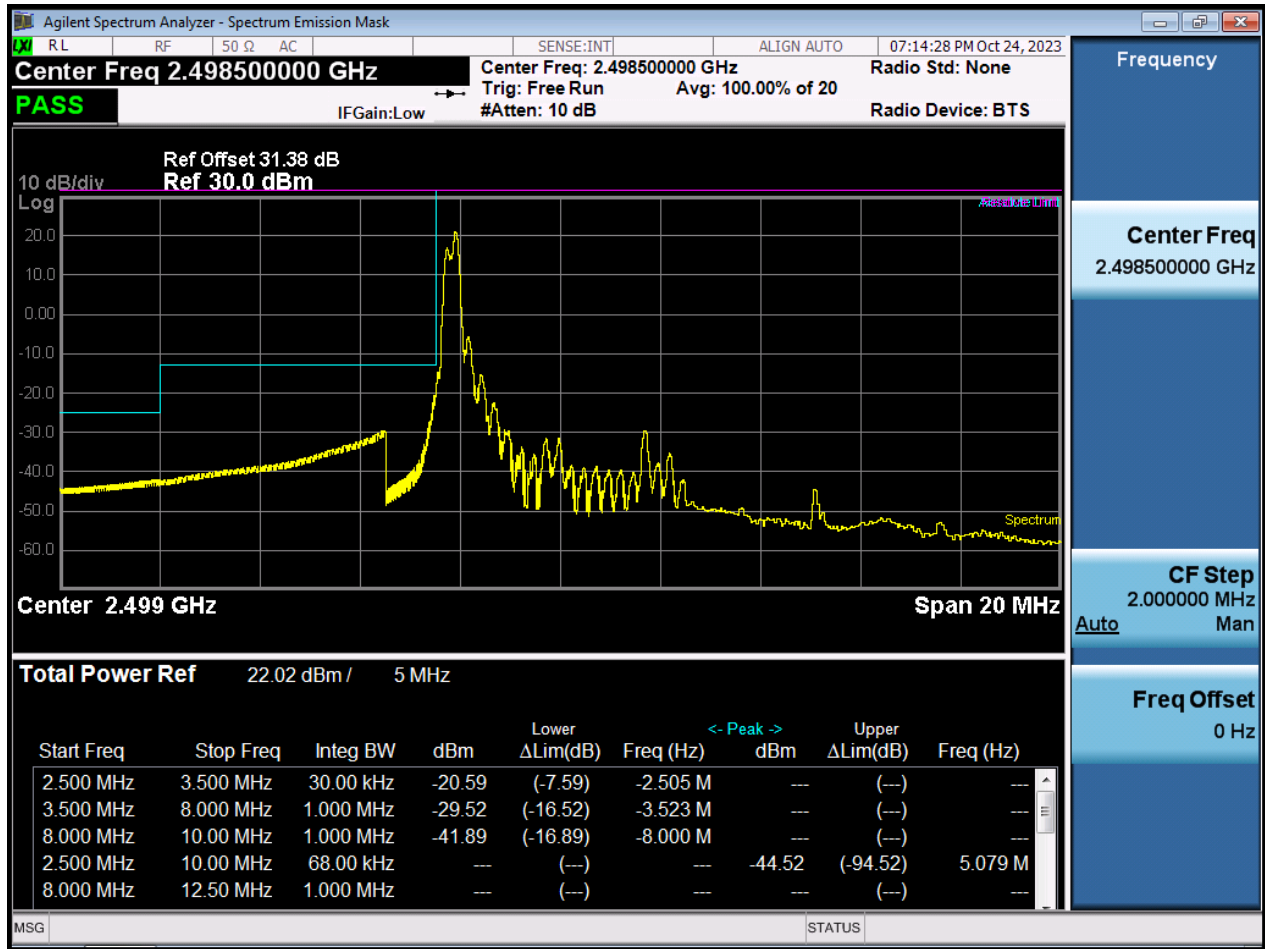 Agilent Spectrum Analyzer - Spectrum Emission Mask
LXI RL RF 50 Ω AC SENSE:INT ALIGN AUTO 07:14:28 PM Oct 24, 2023
Center Freq 2.498500000 GHz
Center Freq: 2.498500000 GHz Radio Std: None
Trig: Free Run Avg: 100.00% of 20
PASS
IFGain:Low #Atten: 10 dB Radio Device: BTS
Ref Offset 31.38 dB
10 dB/div Ref 30.0 dBm
Log
20.0
10.0
0.00
-10.0
-20.0
-30.0
-40.0
-50.0
Spectrum
-60.0
Center 2.499 GHz Span 20 MHz
Total Power Ref 22.02 dBm / 5 MHz
Lower <- Peak -> Upper
Start Freq Stop Freq Integ BW dBm ΔLim(dB) Freq (Hz) dBm ΔLim(dB) Freq (Hz)
2.500 MHz 3.500 MHz 30.00 kHz -20.59 (-7.59) -2.505 M --- (---) ---
3.500 MHz 8.000 MHz 1.000 MHz -29.52 (-16.52) -3.523 M --- (---) ---
8.000 MHz 10.00 MHz 1.000 MHz -41.89 (-16.89) -8.000 M --- (---) ---
2.500 MHz 10.00 MHz 68.00 kHz --- (---) --- -44.52 (-94.52) 5.079 M
8.000 MHz 12.50 MHz 1.000 MHz --- (---) --- --- (---) ---
MSG STATUS
Frequency
Center Freq
2.498500000 GHz
CF Step
2.000000 MHz
Auto Man
Freq Offset
0 Hz